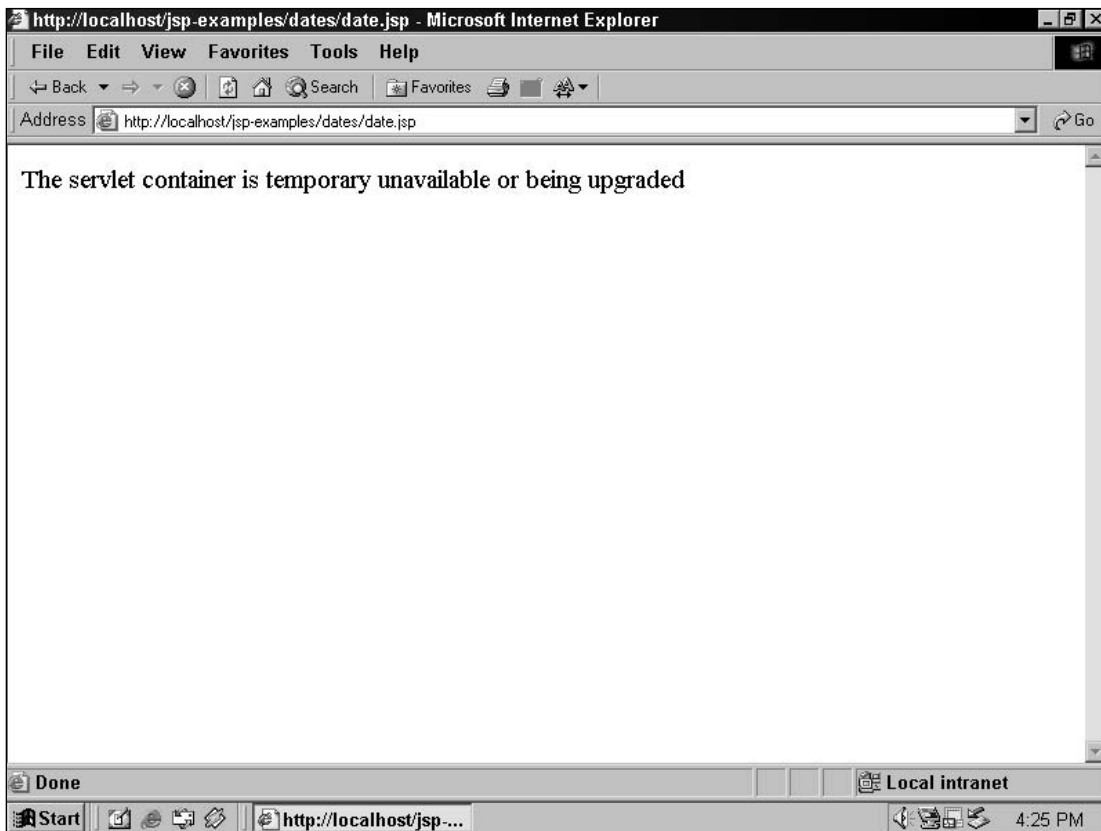 http://localhost/jsp-examples/dates/date.jsp - Microsoft Internet Explorer
File Edit View Favorites Tools Help
Back Search Favorites
Address http://localhost/jsp-examples/dates/date.jsp Go
The servlet container is temporary unavailable or being upgraded
Done Local intranet
Start http://localhost/jsp-... 4:25 PM